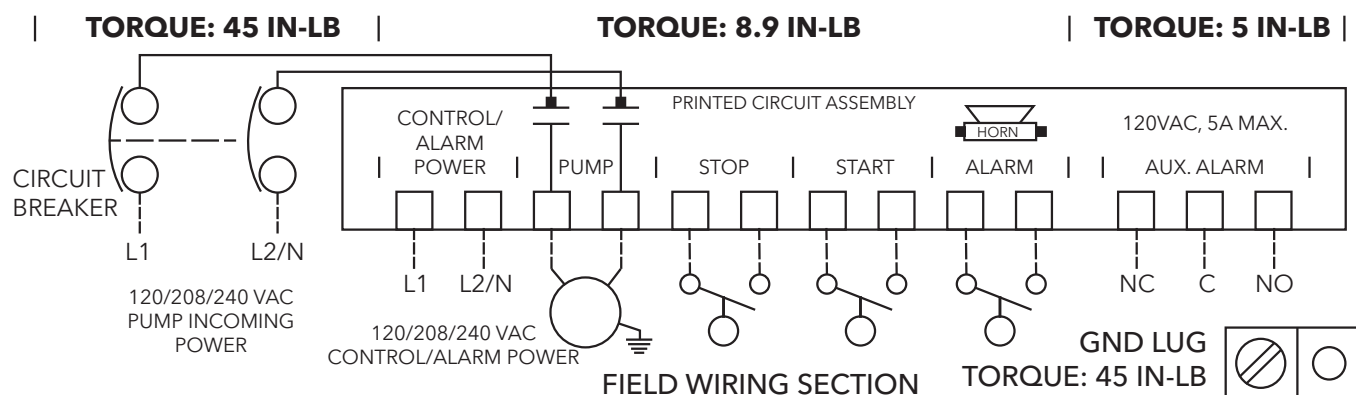 TORQUE: 45 IN-LB
TORQUE: 8.9 IN-LB
TORQUE: 5 IN-LB
PRINTED CIRCUIT ASSEMBLY
CONTROL/
ALARM
POWER
PUMP
STOP
START
HORN
ALARM
120VAC, 5A MAX.
AUX. ALARM
CIRCUIT
BREAKER
L1
L2/N
120/208/240 VAC
PUMP INCOMING
POWER
L1
L2/N
120/208/240 VAC
CONTROL/ALARM POWER
NC
C
NO
FIELD WIRING SECTION
GND LUG
TORQUE: 45 IN-LB